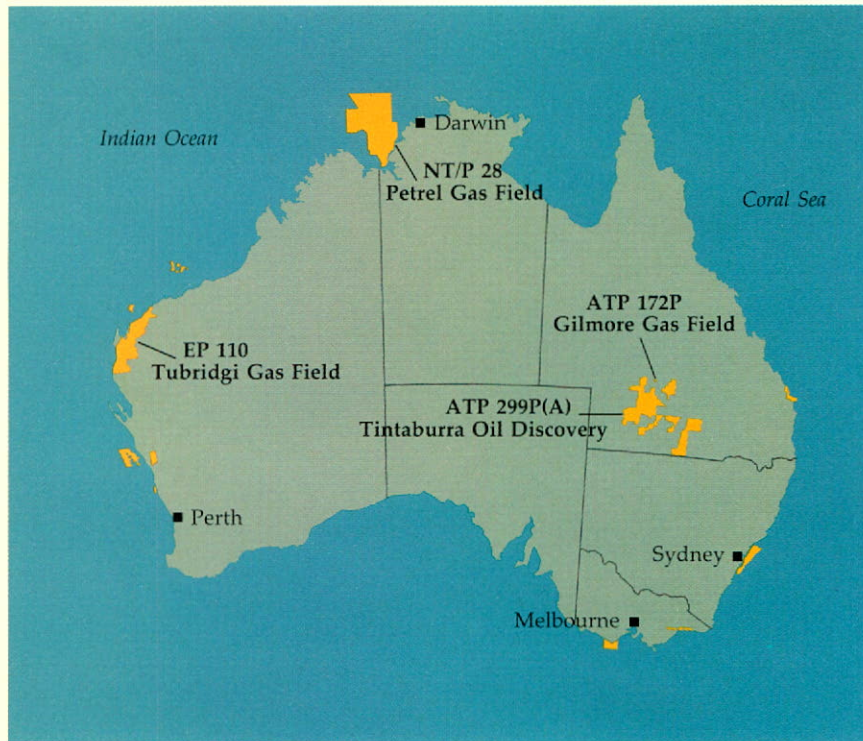 Darwin
Indian Ocean
NT/P 28
Petrel Gas Field
Coral Sea
ATP 172P
Gilmore Gas Field
EP 110
Tubridgi Gas Field
ATP 299P(A)
Tintaburra Oil Discovery
Perth
Sydney
Melbourne